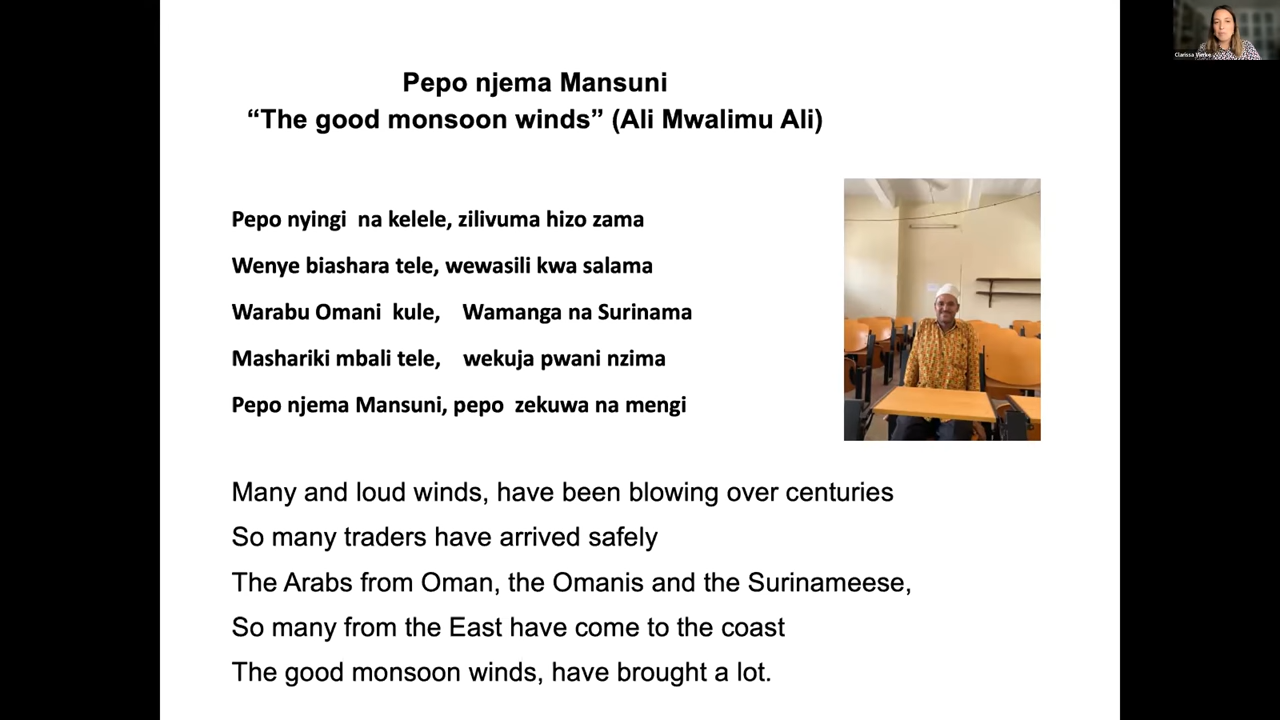 Pepo njema Mansuni
“The good monsoon winds” (Ali Mwalimu Ali)
Pepo nyingi na kelele, zilivuma hizo zama
Wenye biashara tele, wewasili kwa salama
Warabu Omani kule, Wamanga na Surinama
Mashariki mbali tele, wekuja pwani nzima
Pepo njema Mansuni, pepo zekuwa na mengi
Many and loud winds, have been blowing over centuries
So many traders have arrived safely
The Arabs from Oman, the Omanis and the Surinameese,
So many from the East have come to the coast
The good monsoon winds, have brought a lot.
Clarissa Vierke